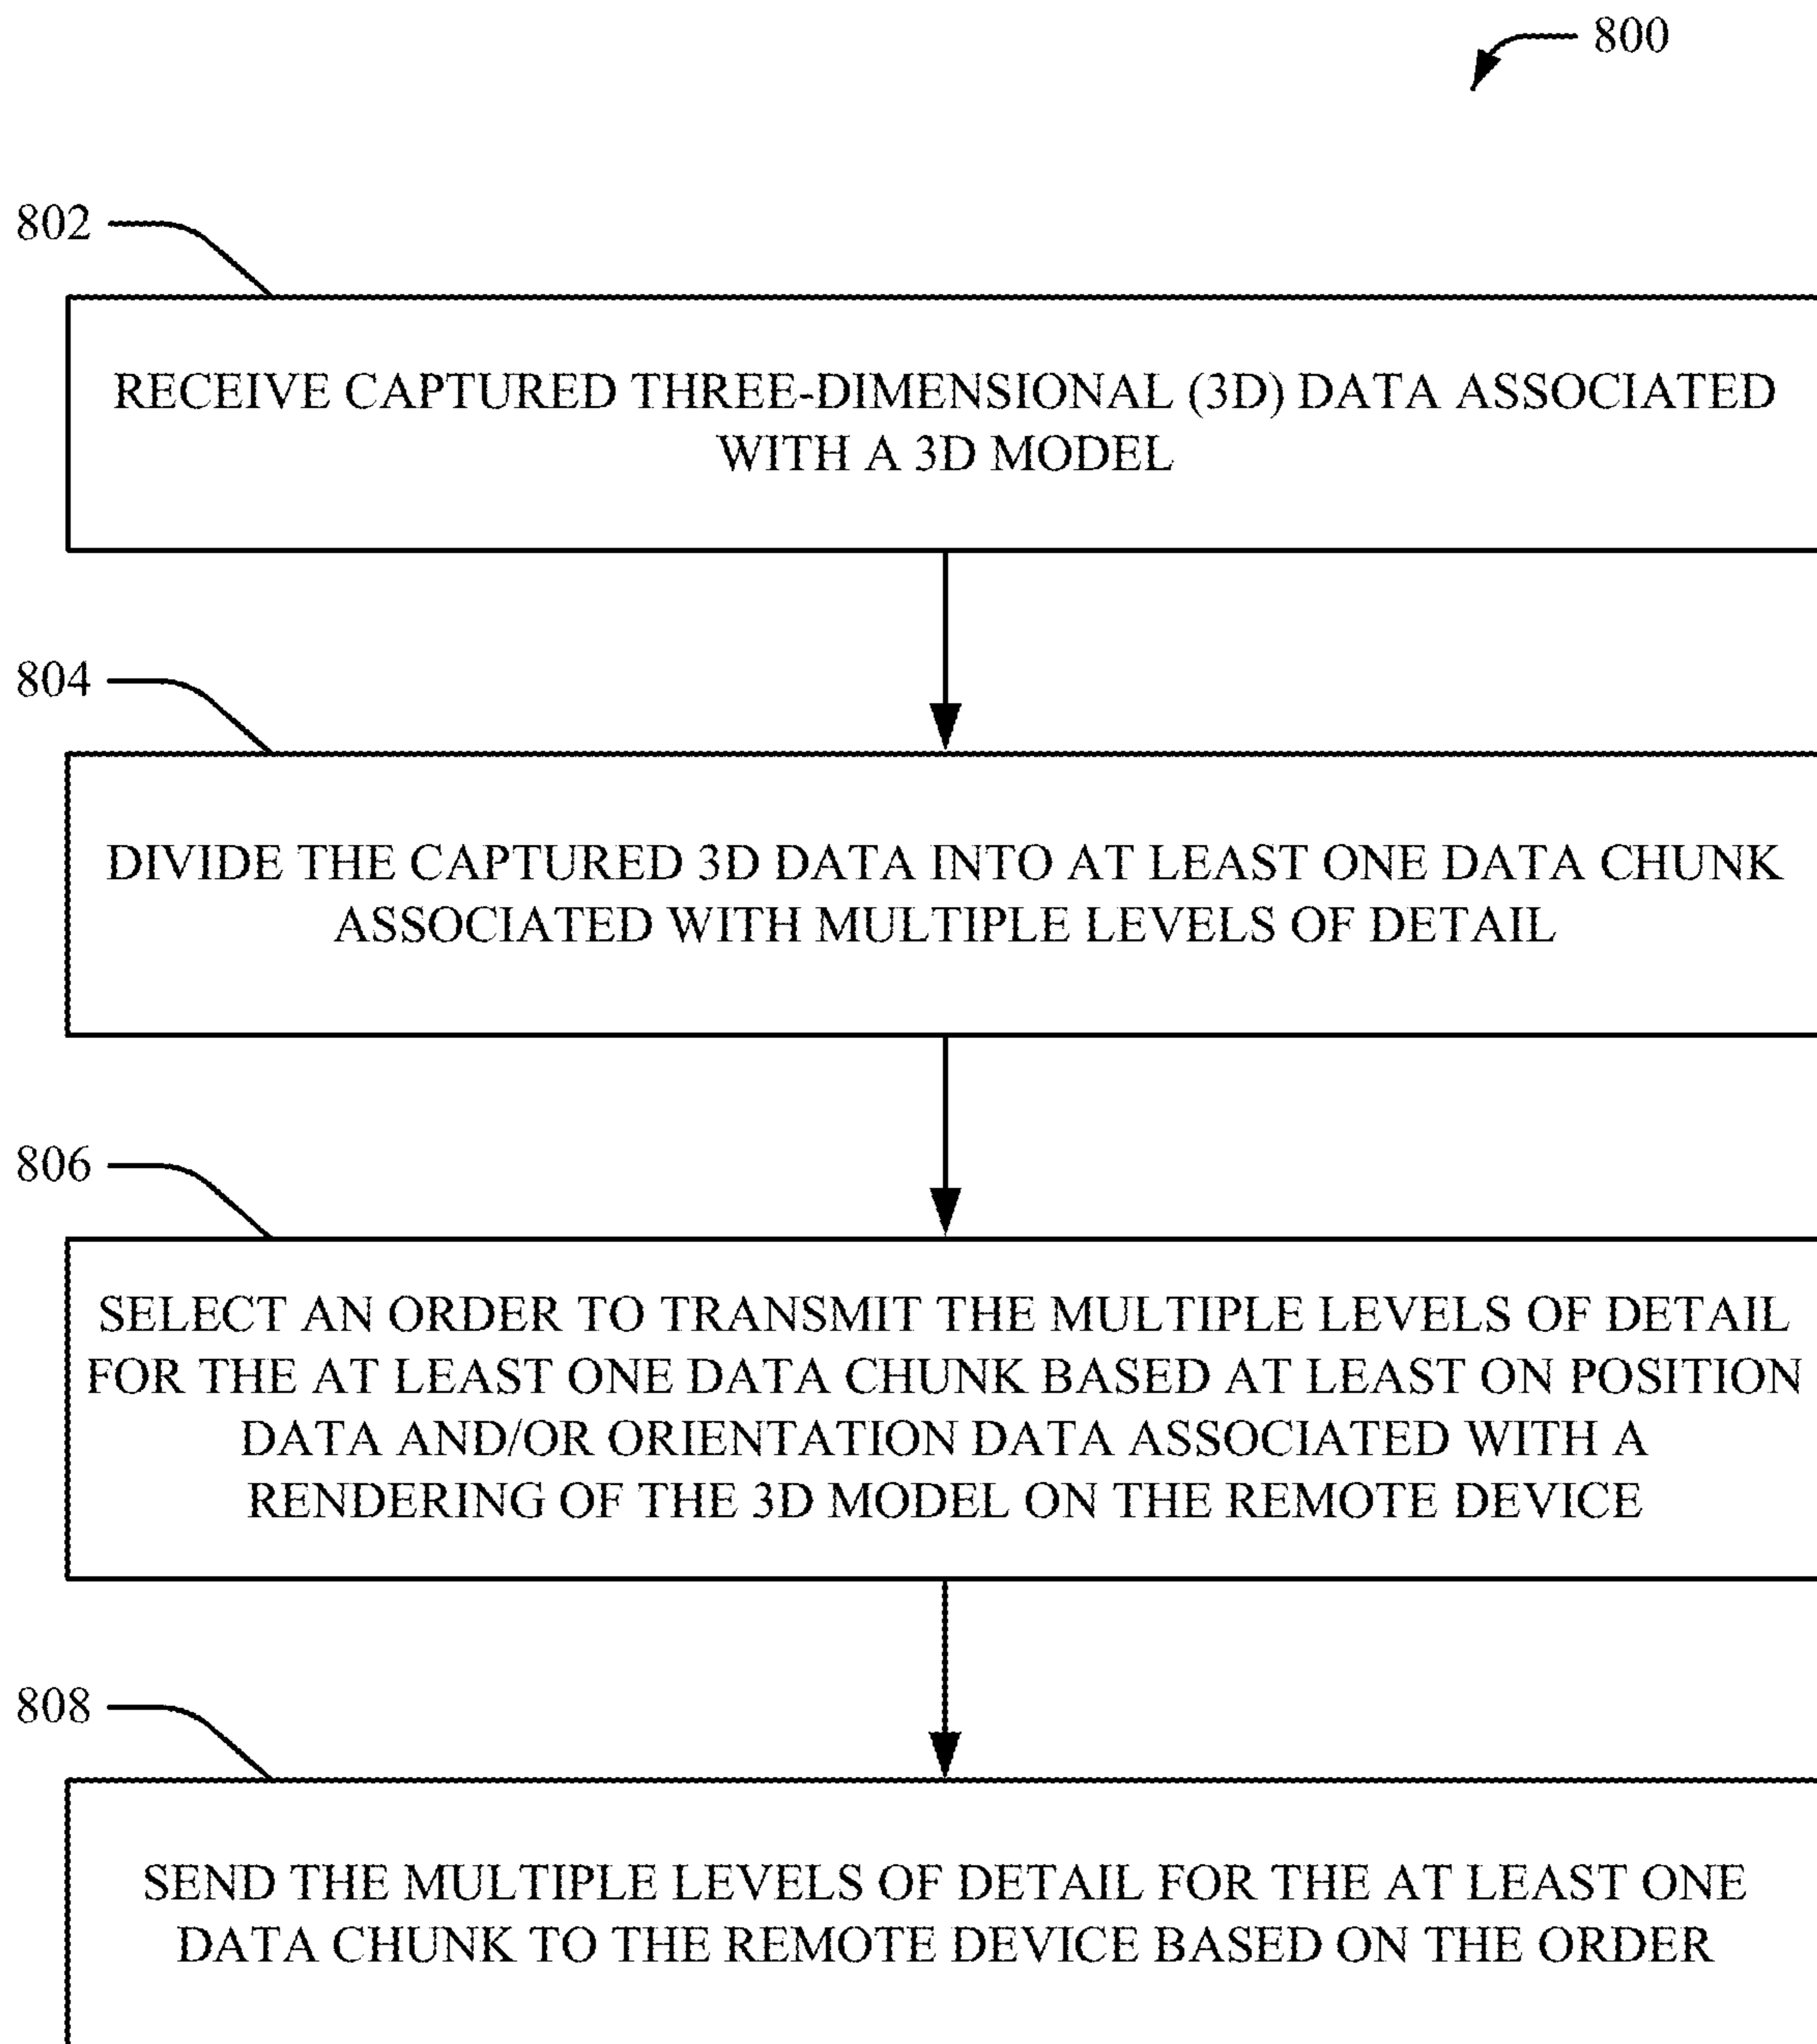 800
802
RECEIVE CAPTURED THREE-DIMENSIONAL (3D) DATA ASSOCIATED
WITH A 3D MODEL
804
DIVIDE THE CAPTURED 3D DATA INTO AT LEAST ONE DATA CHUNK
ASSOCIATED WITH MULTIPLE LEVELS OF DETAIL
806
SELECT AN ORDER TO TRANSMIT THE MULTIPLE LEVELS OF DETAIL
FOR THE AT LEAST ONE DATA CHUNK BASED AT LEAST ON POSITION
DATA AND/OR ORIENTATION DATA ASSOCIATED WITH A
RENDERING OF THE 3D MODEL ON THE REMOTE DEVICE
808
SEND THE MULTIPLE LEVELS OF DETAIL FOR THE AT LEAST ONE
DATA CHUNK TO THE REMOTE DEVICE BASED ON THE ORDER